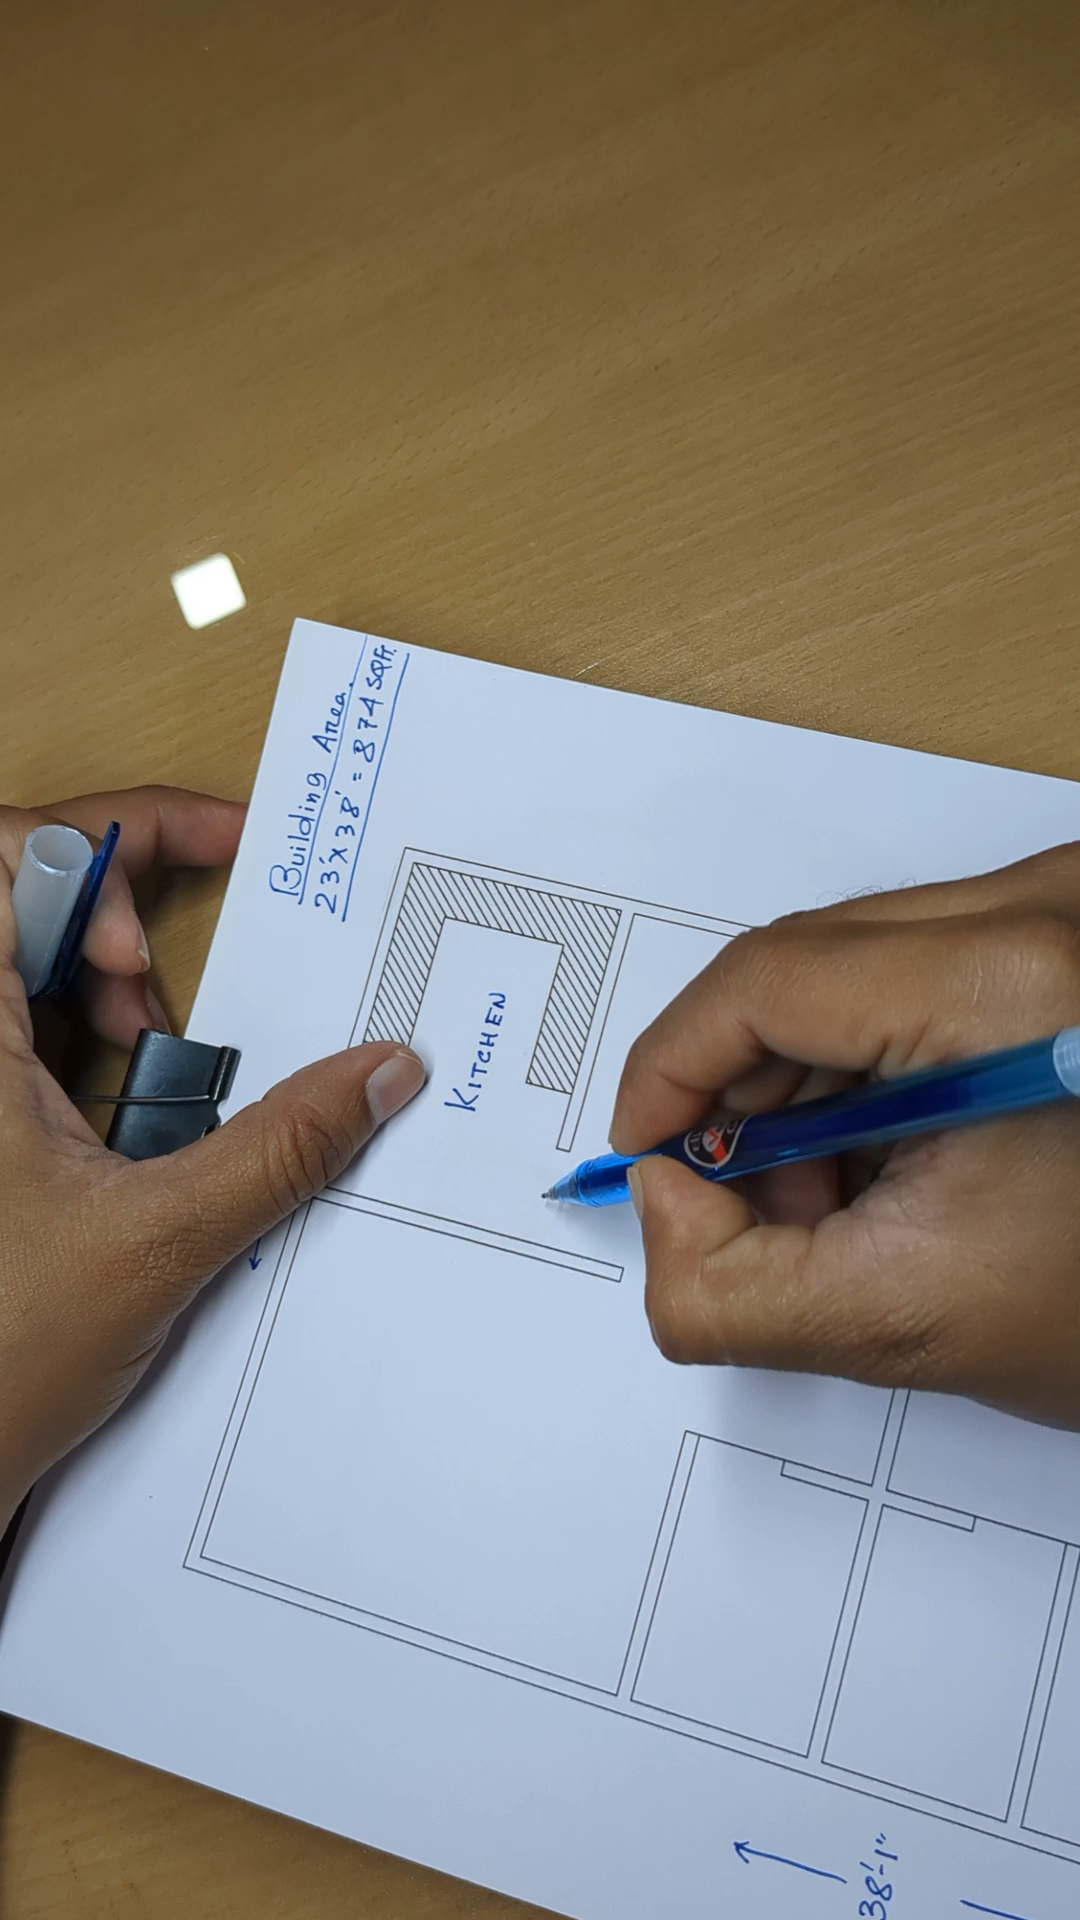 Building Area.
23'x38' = 874 SQFt.
KITCHEN
38'-1"